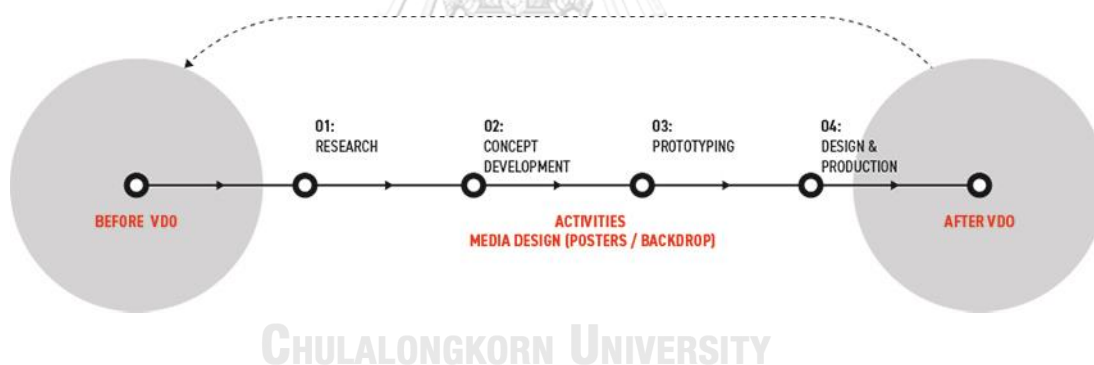 01:
RESEARCH
02:
CONCEPT
DEVELOPMENT
03:
PROTOTYPING
04:
DESIGN &
PRODUCTION
BEFORE VDO
ACTIVITIES
MEDIA DESIGN (POSTERS / BACKDROP)
AFTER VDO
CHULALONGKORN UNIVERSITY